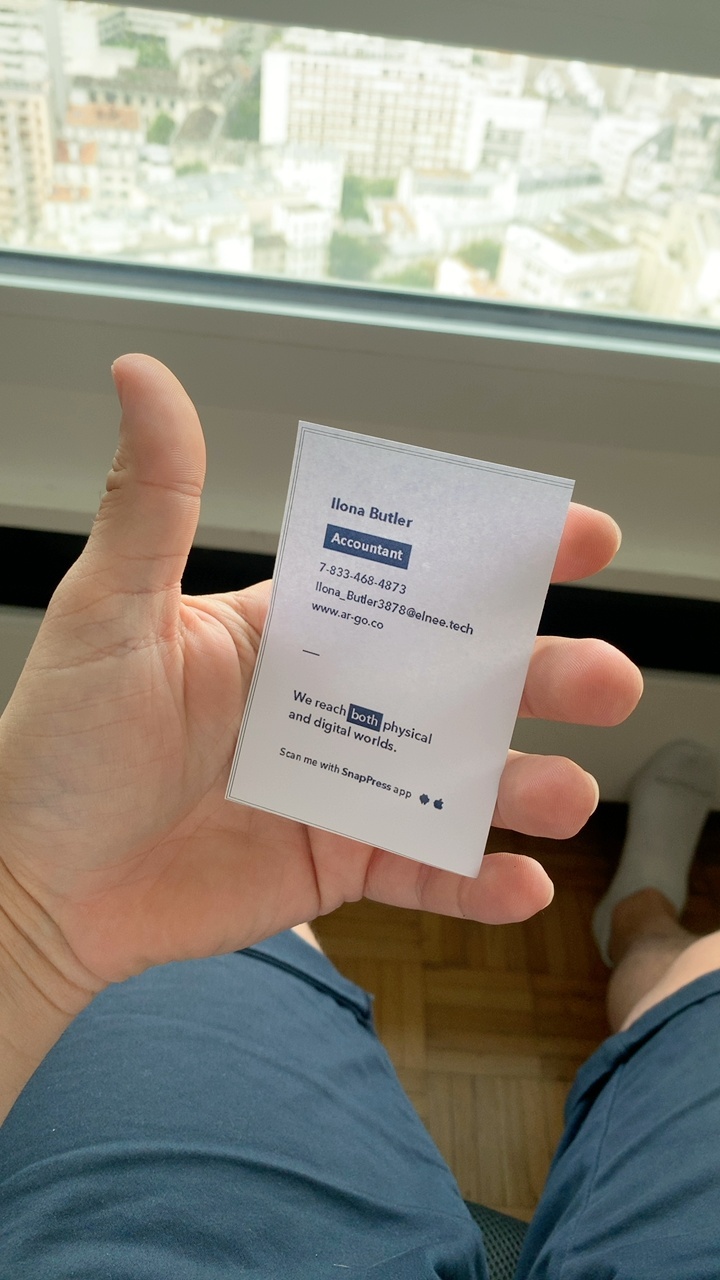 Ilona Butler
Accountant
7-833-468-4873
Ilona_Butler3878@elnee.tech
www.ar-go.co
—
We reach both physical
and digital worlds.
Scan me with SnapPress app